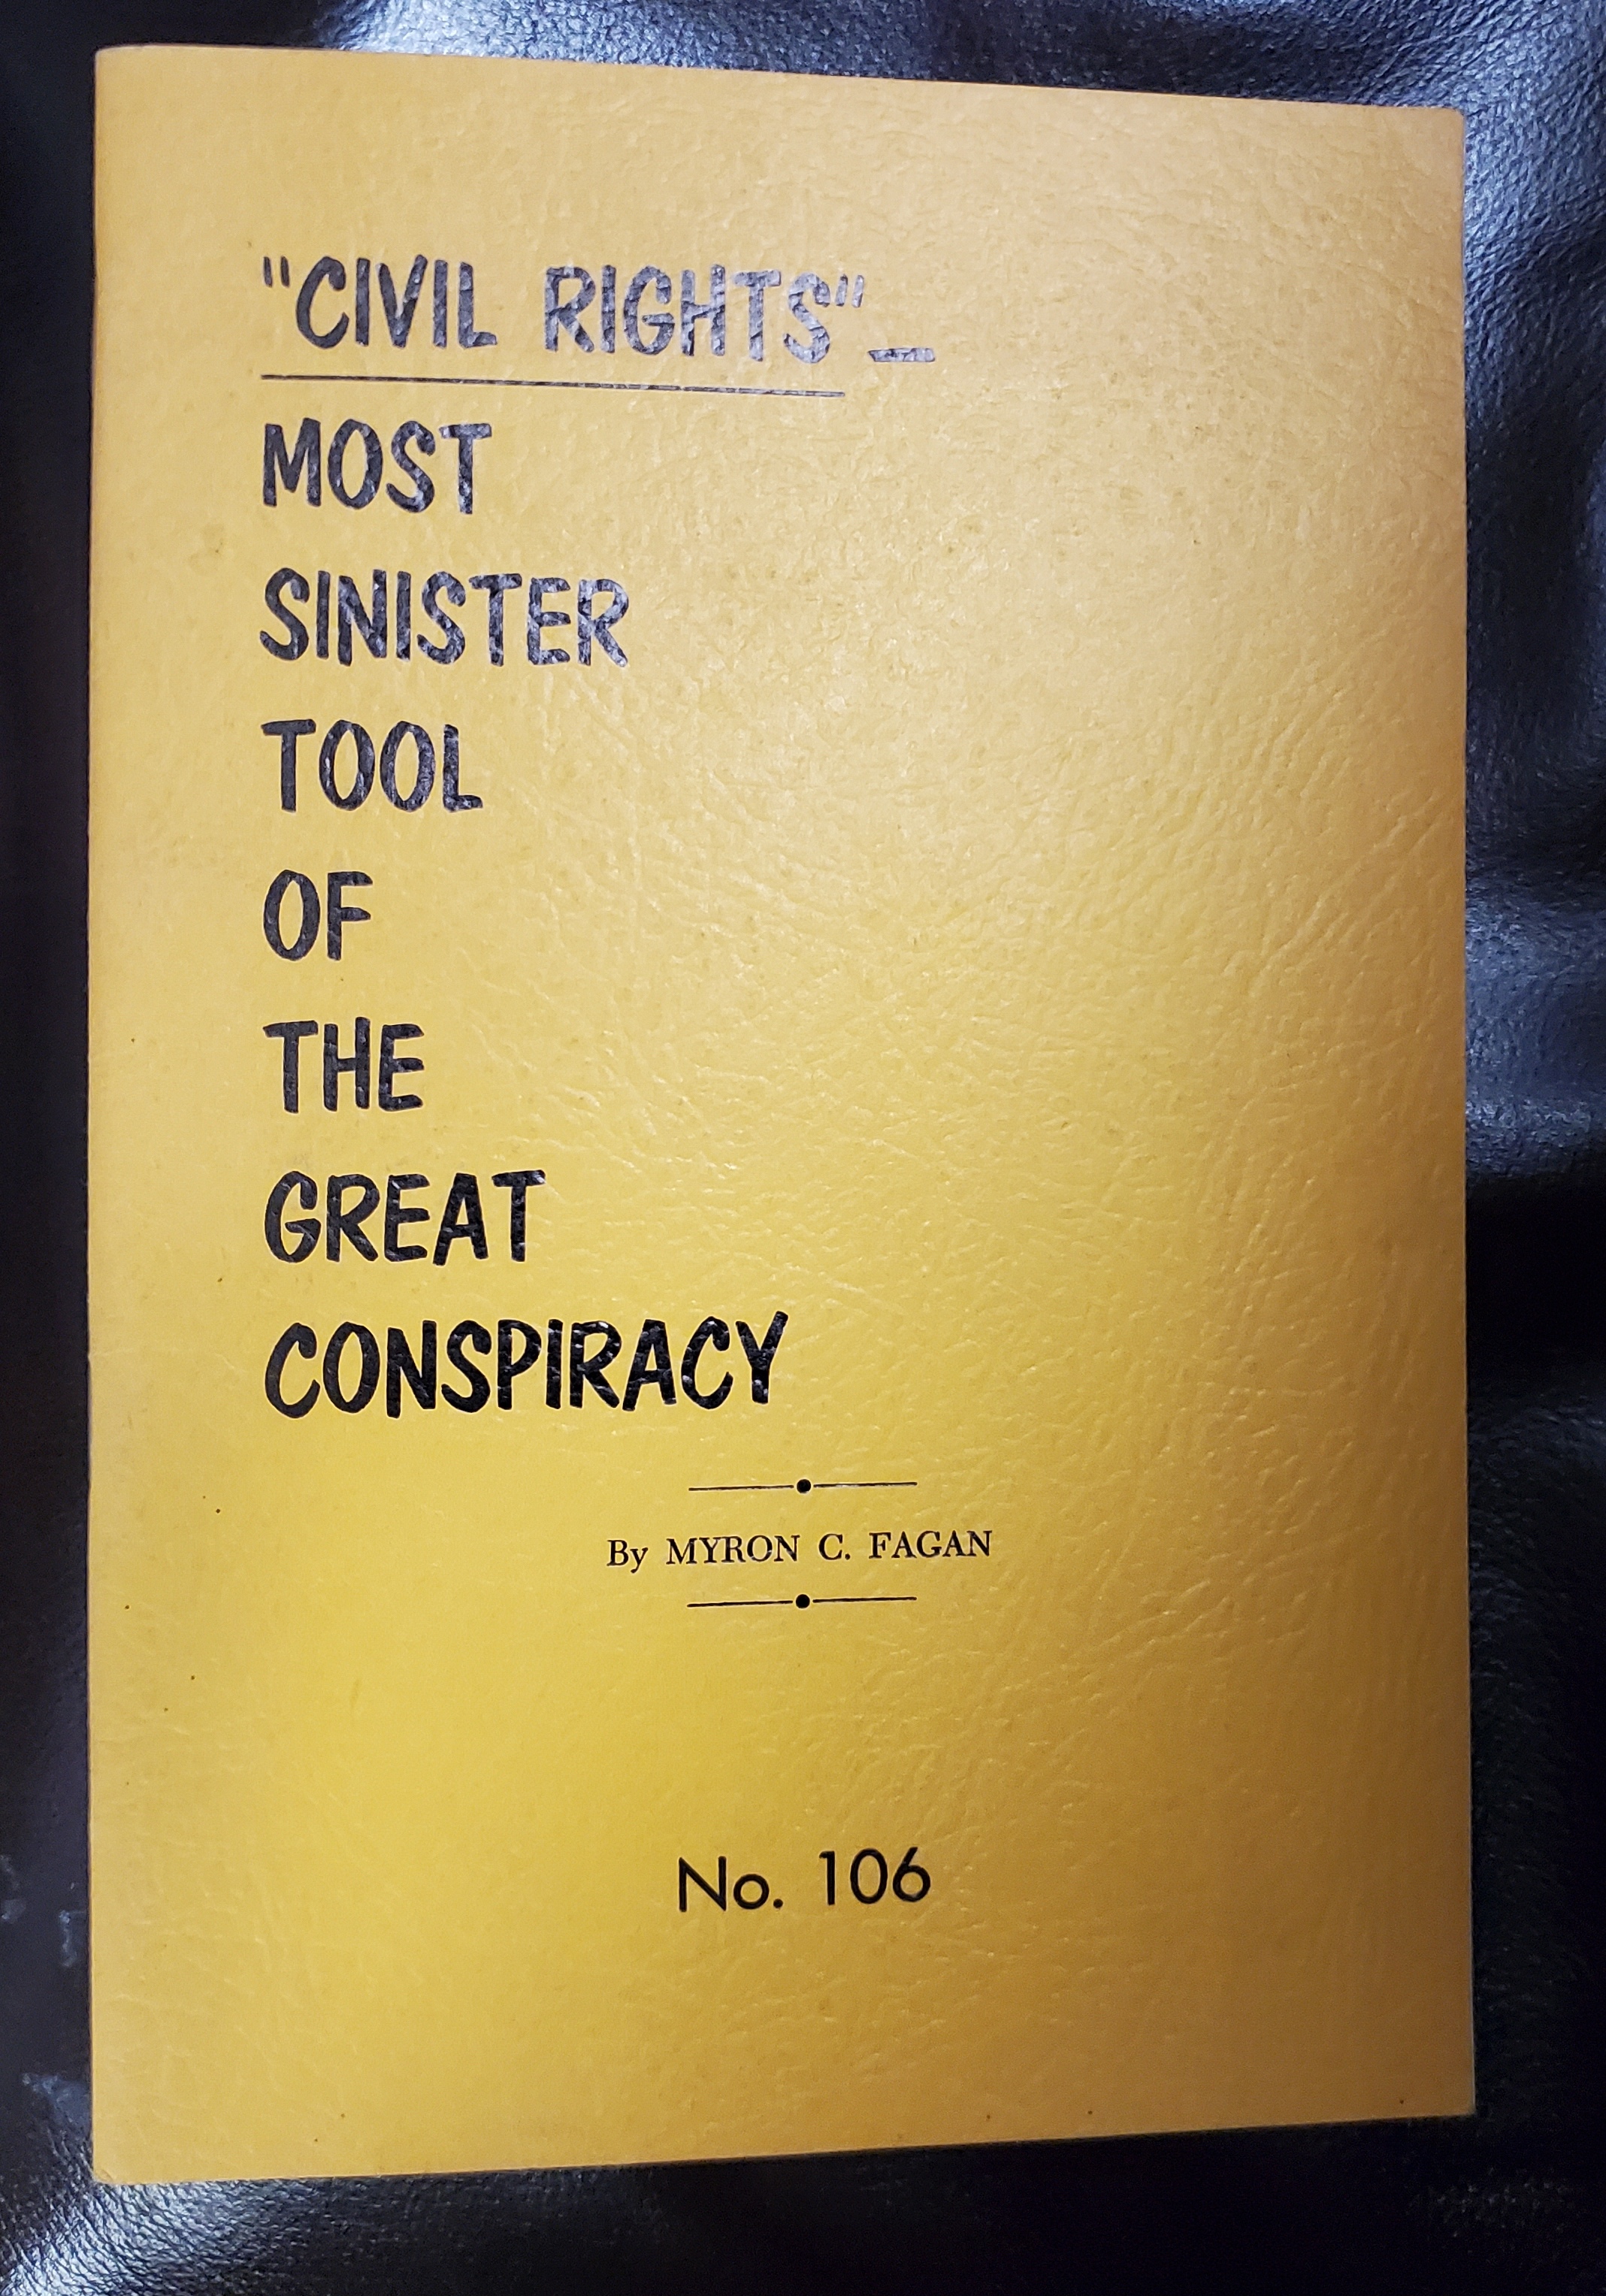 "CIVIL RIGHTS"—
MOST
SINISTER
TOOL
OF
THE
GREAT
CONSPIRACY
By MYRON C. FAGAN
No. 106